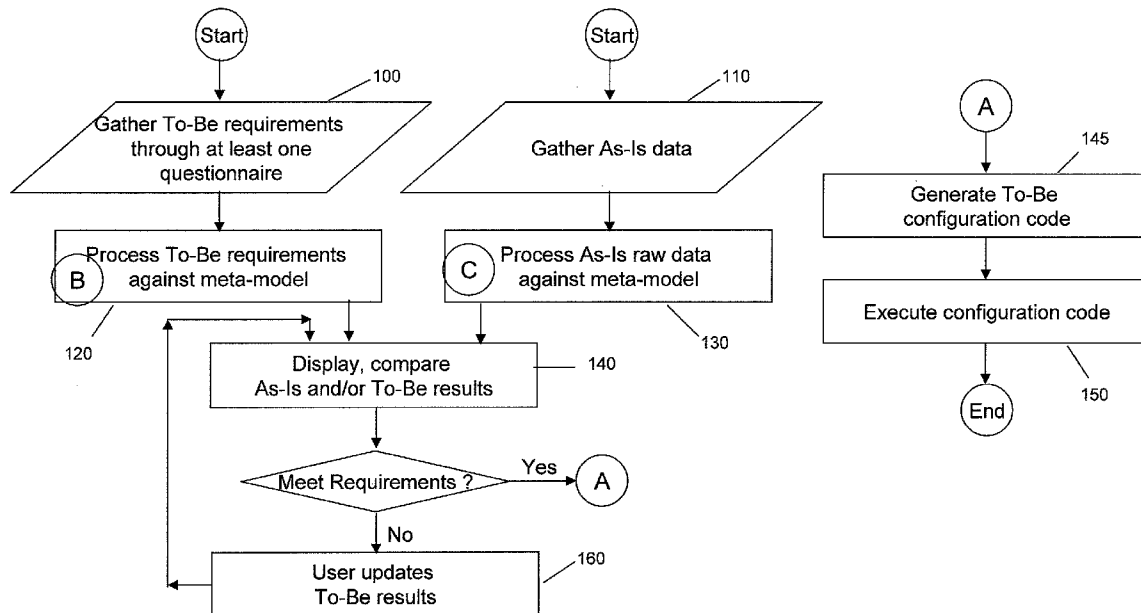 Start
100
Gather To-Be requirements
through at least one
questionnaire
B
Process To-Be requirements
against meta-model
120
Start
110
Gather As-Is data
C
Process As-Is raw data
against meta-model
130
Display, compare
As-Is and/or To-Be results
140
Meet Requirements ?
Yes
A
No
User updates
To-Be results
160
A
145
Generate To-Be
configuration code
Execute configuration code
150
End